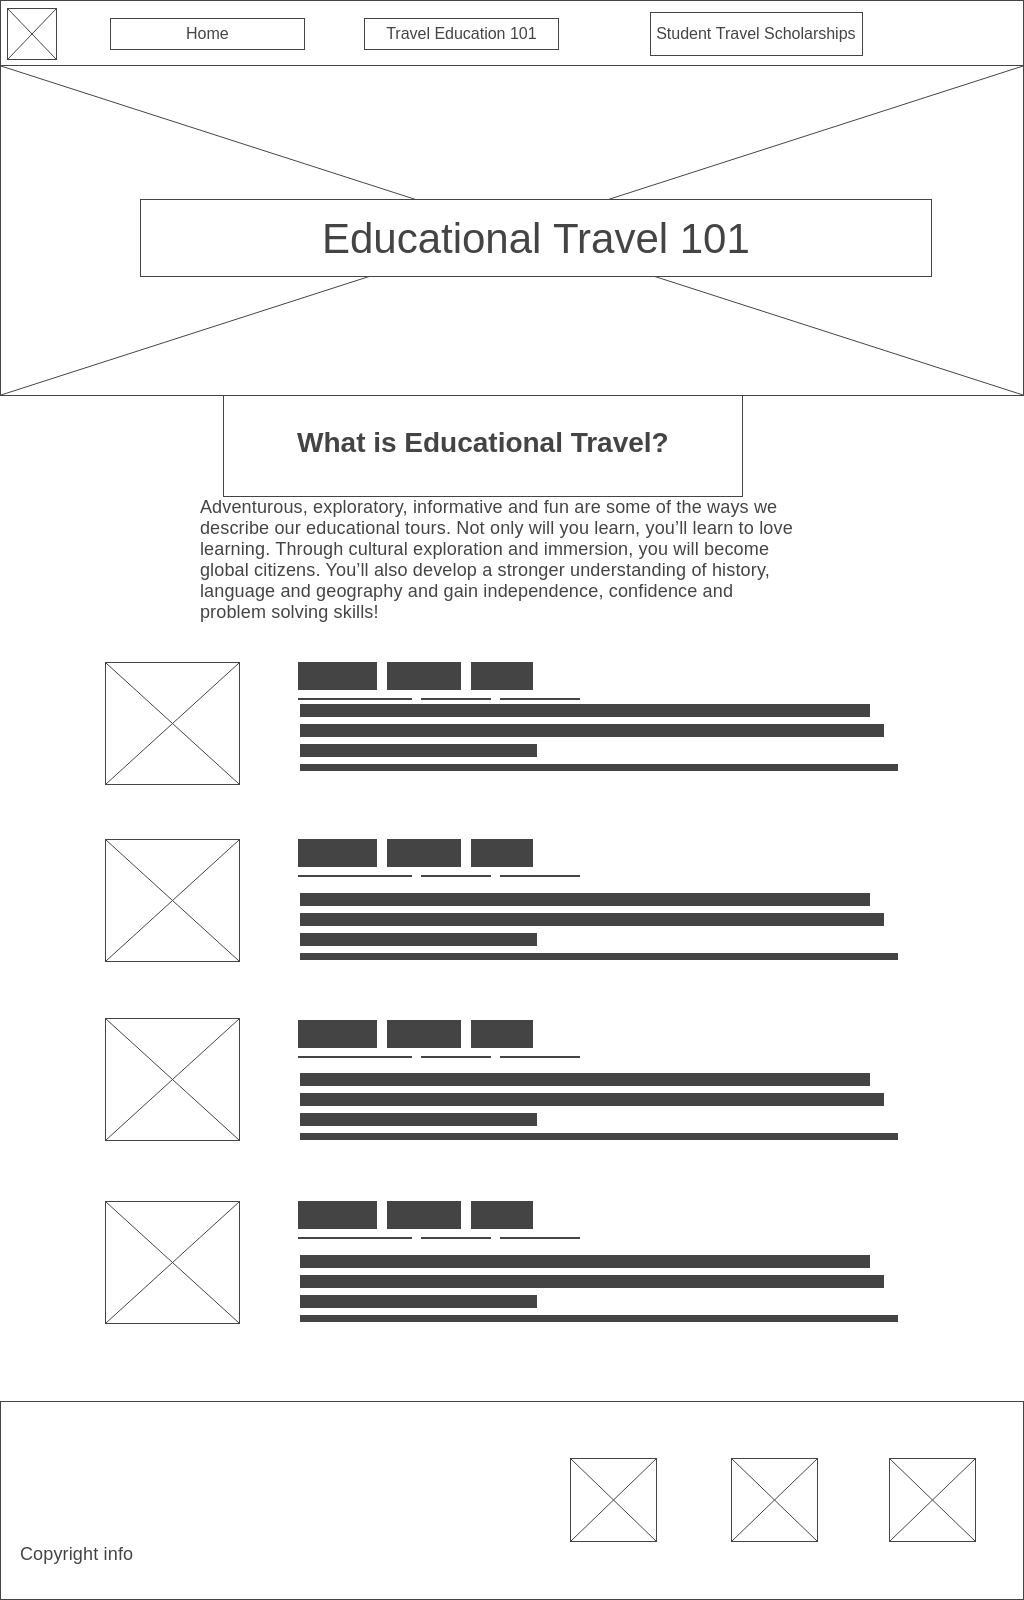 Home
Travel Education 101
Student Travel Scholarships
Educational Travel 101
What is Educational Travel?
Adventurous, exploratory, informative and fun are some of the ways we
describe our educational tours. Not only will you learn, you’ll learn to love
learning. Through cultural exploration and immersion, you will become
global citizens. You’ll also develop a stronger understanding of history,
language and geography and gain independence, confidence and
problem solving skills!
Copyright info